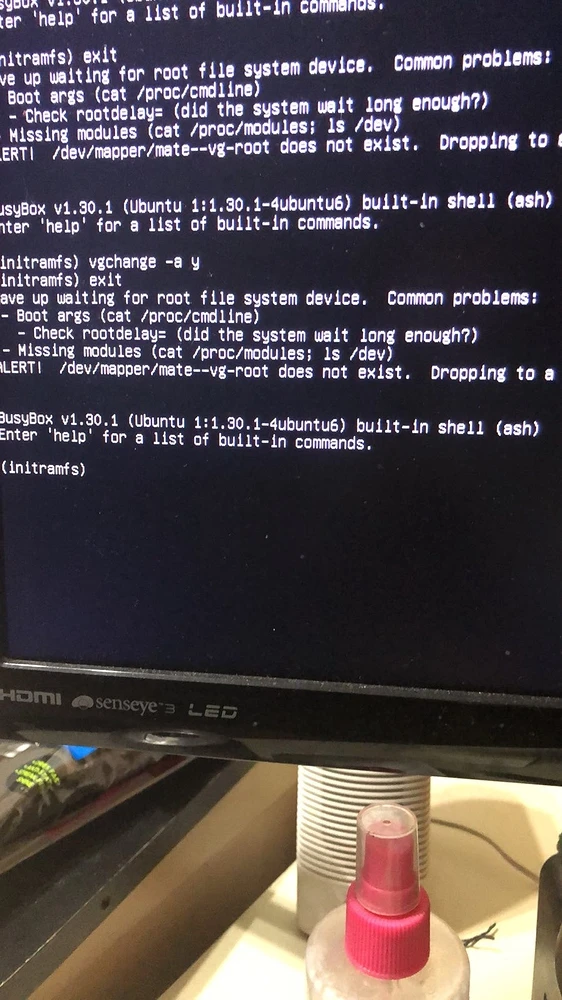 ter 'help' for a list of built-in commands.
nitramfs) exit
ve up waiting for root file system device.  Common problems:
Boot args (cat /proc/cmdline)
- Check rootdelay= (did the system wait long enough?)
Missing modules (cat /proc/modules; ls /dev)
LERT!  /dev/mapper/mate--vg-root does not exist.  Dropping to a
usyBox v1.30.1 (Ubuntu 1:1.30.1-4ubuntu6) built-in shell (ash)
nter 'help' for a list of built-in commands.
initramfs) vgchange -a y
initramfs) exit
ave up waiting for root file system device.  Common problems:
- Boot args (cat /proc/cmdline)
- Check rootdelay= (did the system wait long enough?)
- Missing modules (cat /proc/modules; ls /dev)
ALERT!  /dev/mapper/mate--vg-root does not exist.  Dropping to a
BusyBox v1.30.1 (Ubuntu 1:1.30.1-4ubuntu6) built-in shell (ash)
Enter 'help' for a list of built-in commands.
(initramfs)
HDMI senseye™3 LED